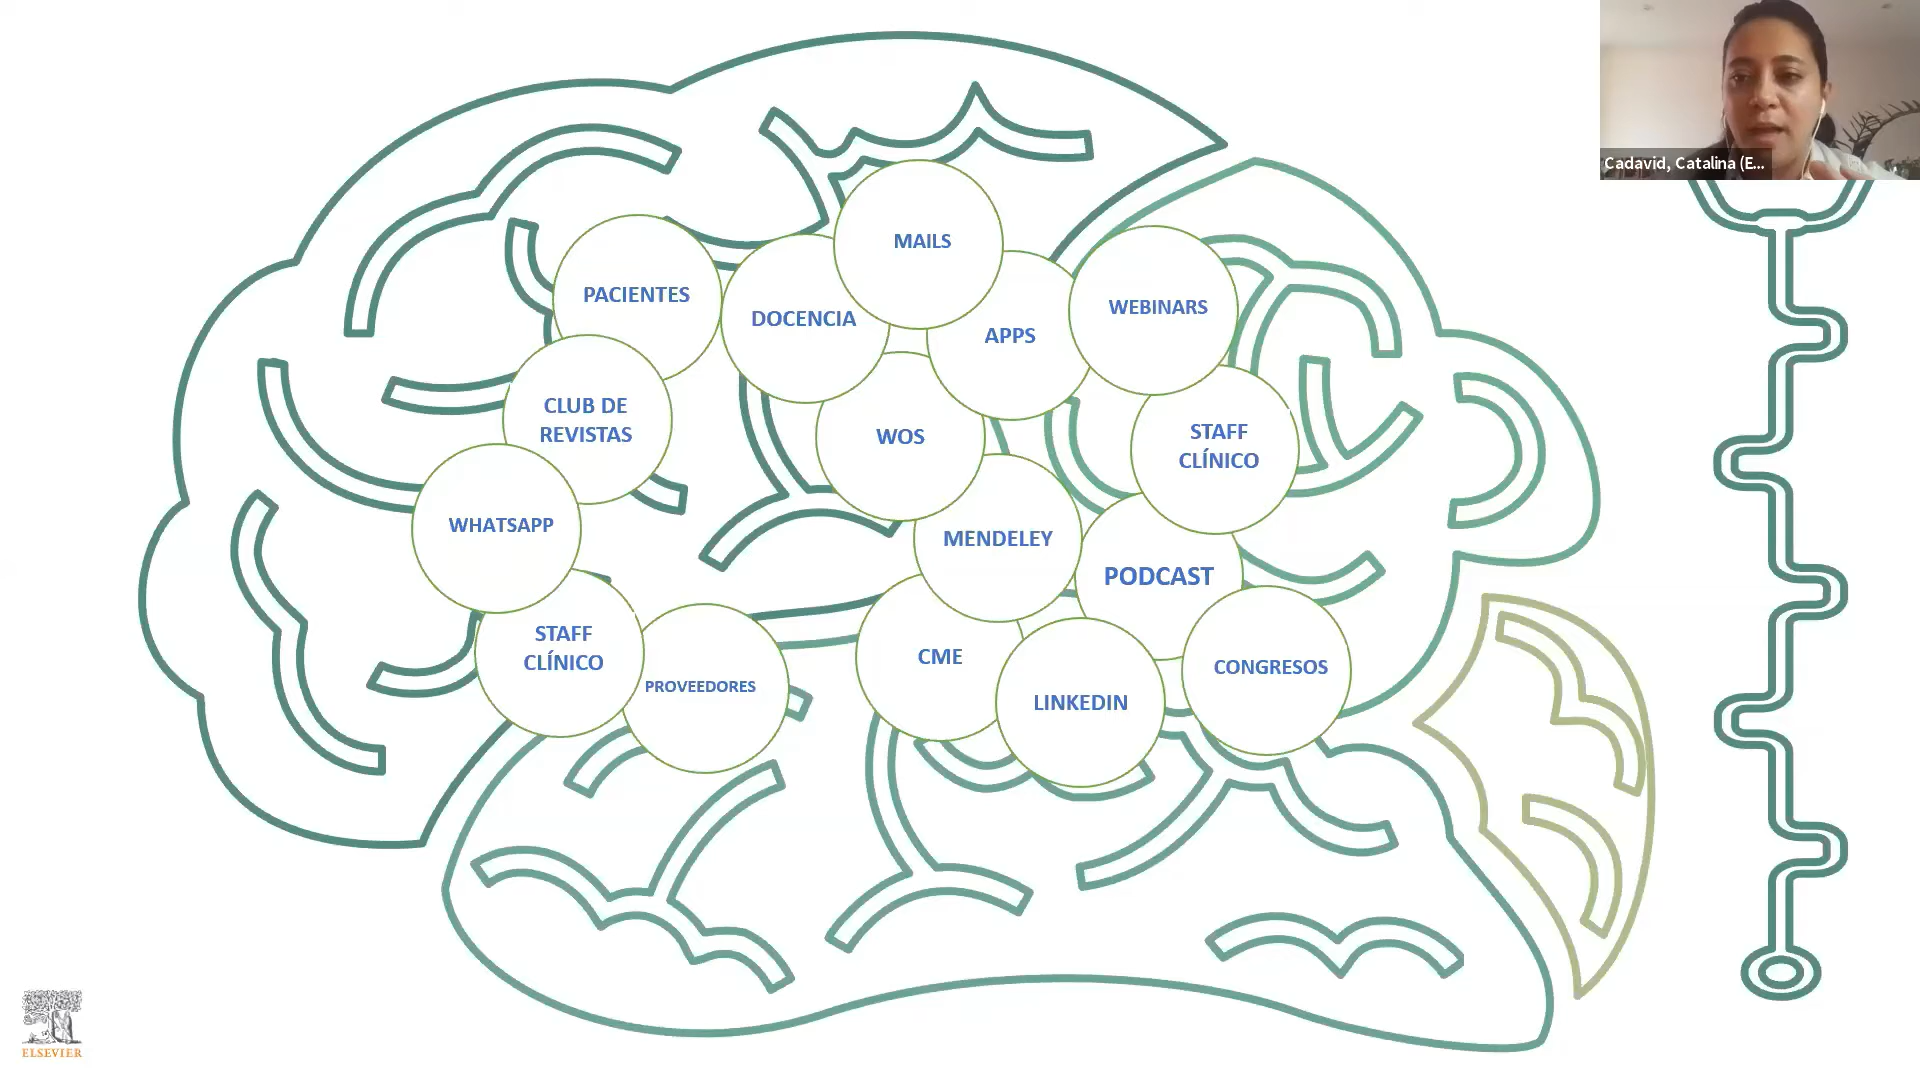 Cadavid, Catalina (E...
MAILS
PACIENTES
DOCENCIA
APPS
WEBINARS
CLUB DE
REVISTAS
WOS
STAFF
CLÍNICO
WHATSAPP
MENDELEY
PODCAST
STAFF
CLÍNICO
PROVEEDORES
CME
LINKEDIN
CONGRESOS
ELSEVIER